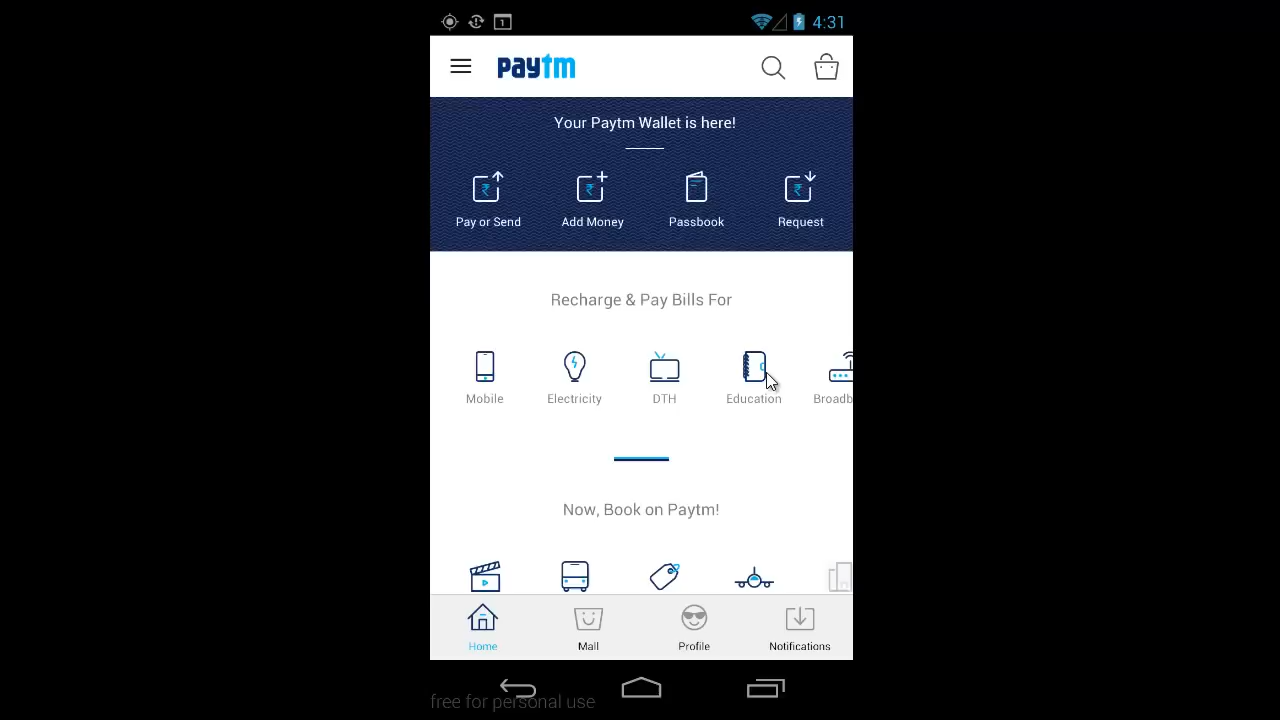 1 4:31
paytm
Your Paytm Wallet is here!
Pay or Send Add Money Passbook Request
Recharge & Pay Bills For
Mobile Electricity DTH Education Broadb
Now, Book on Paytm!
Home Mall Profile Notifications
free for personal use